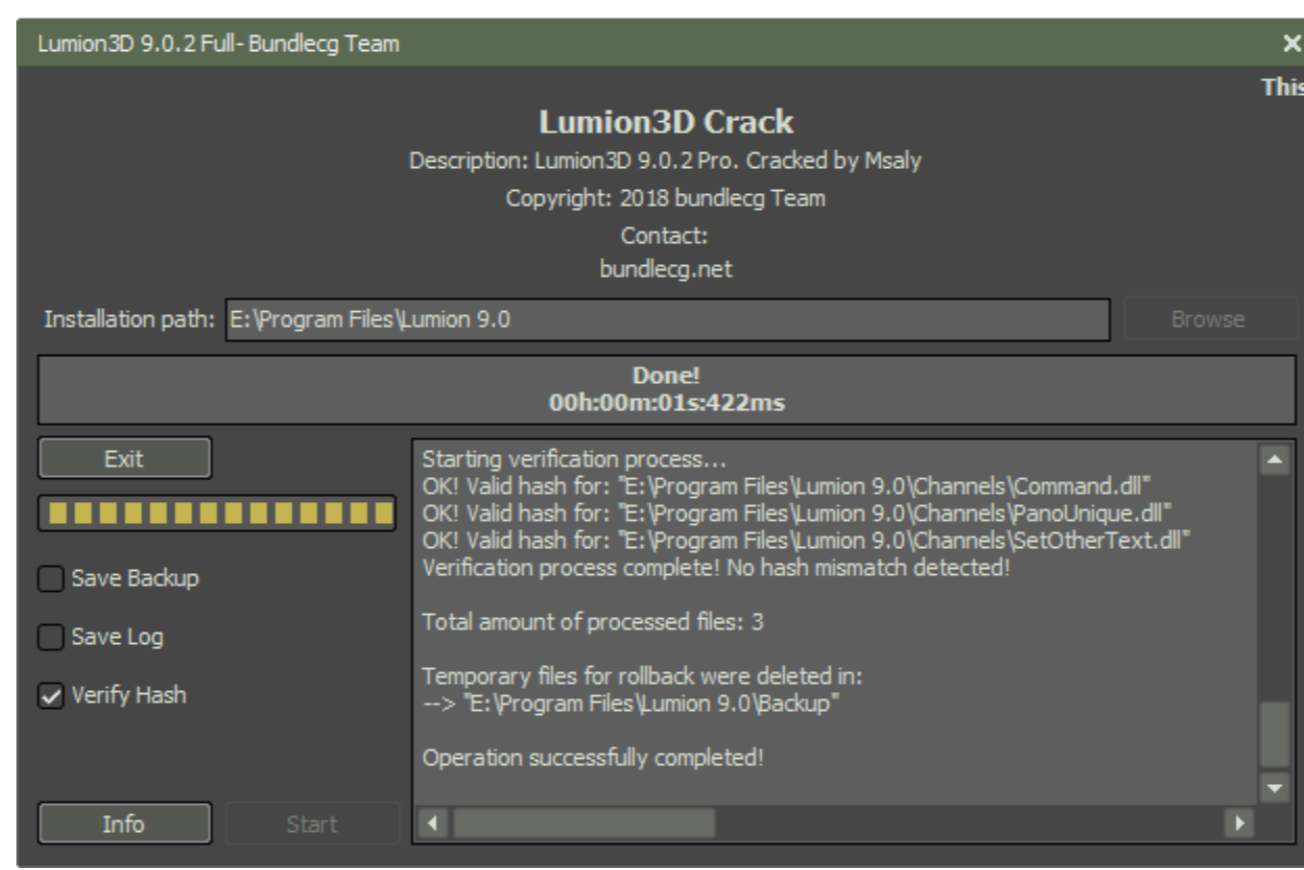 Lumion3D 9.0.2 Full- Bundlecg Team
This
Lumion3D Crack
Description: Lumion3D 9.0.2 Pro. Cracked by Msaly
Copyright: 2018 bundlecg Team
Contact:
bundlecg.net
Installation path: E:\Program Files\Lumion 9.0 Browse
Done!
00h:00m:01s:422ms
Exit
Save Backup
Save Log
Verify Hash
Info Start
Starting verification process...
OK! Valid hash for: "E:\Program Files\Lumion 9.0\Channels\Command.dll"
OK! Valid hash for: "E:\Program Files\Lumion 9.0\Channels\PanoUnique.dll"
OK! Valid hash for: "E:\Program Files\Lumion 9.0\Channels\SetOtherText.dll"
Verification process complete! No hash mismatch detected!
Total amount of processed files: 3
Temporary files for rollback were deleted in:
--> "E:\Program Files\Lumion 9.0\Backup"
Operation successfully completed!